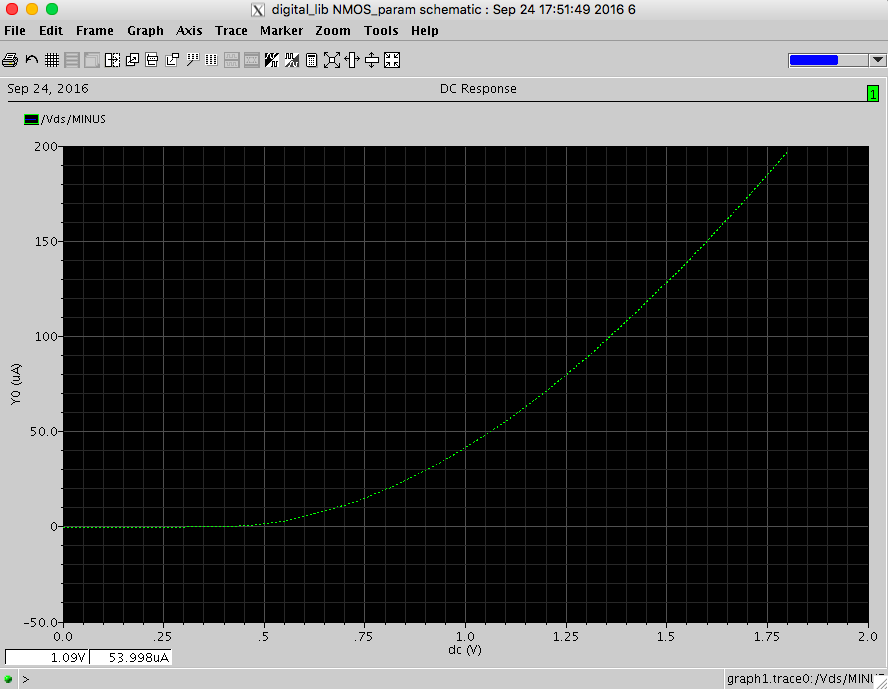 digital_lib NMOS_param schematic : Sep 24 17:51:49 2016 6
File Edit Frame Graph Axis Trace Marker Zoom Tools Help
Sep 24, 2016 DC Response 1
/Vds/MINUS
200
150
100
50.0
0
-50.0
Y0 (uA)
0.0 .25 .5 .75 1.0 1.25 1.5 1.75 2.0
dc (V)
1.09V 53.998uA
> graph1.trace0:/Vds/MINUS